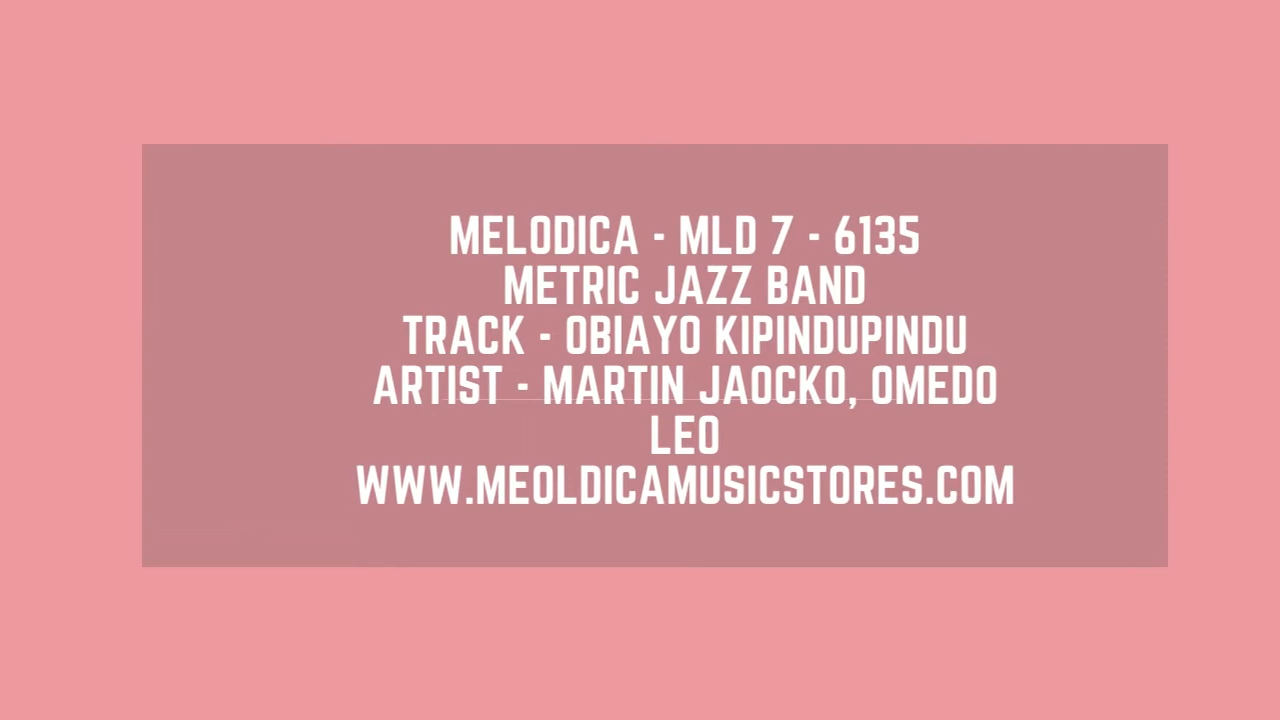 MELODICA - MLD 7 - 6135
METRIC JAZZ BAND
TRACK - OBIAYO KIPINDUPINDU
ARTIST - MARTIN JAOCKO, OMEDO
LEO
WWW.MEOLDICAMUSICSTORES.COM